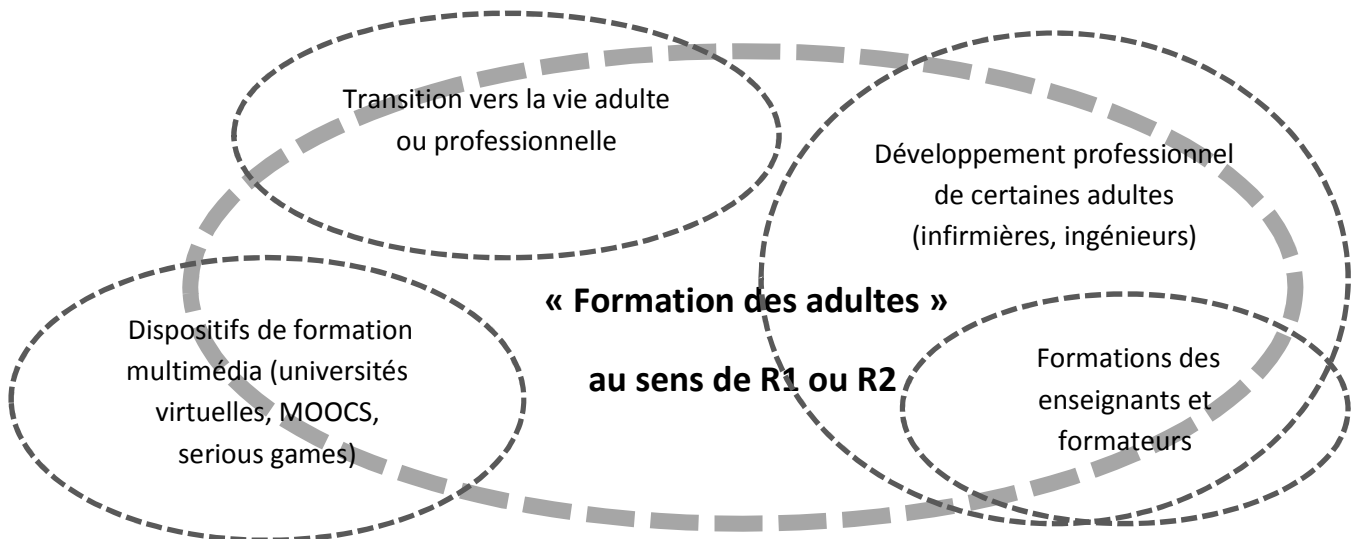 Transition vers la vie adulte
ou professionnelle
Développement professionnel
de certaines adultes
(infirmières, ingénieurs)
« Formation des adultes »
au sens de R1 ou R2
Dispositifs de formation
multimédia (universités
virtuelles, MOOCS,
serious games)
Formations des
enseignants et
formateurs